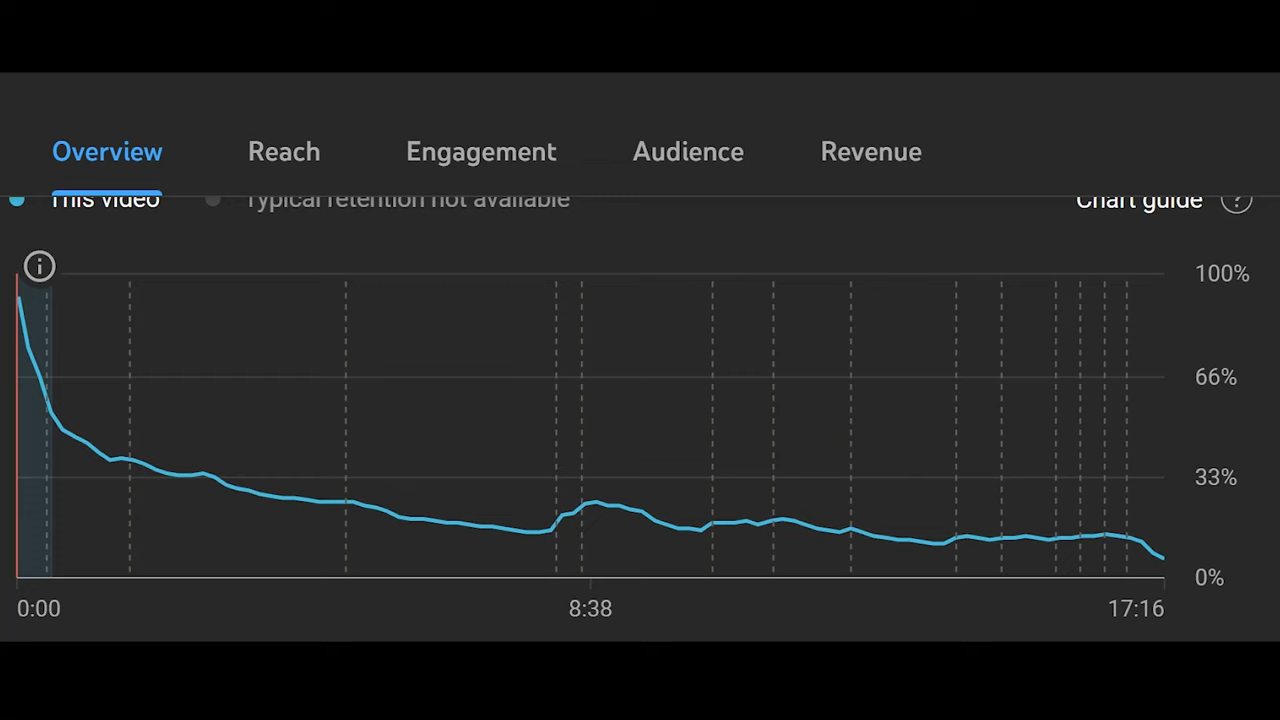 Overview Reach Engagement Audience Revenue
This video Typical retention not available Chart guide ?
i
100%
66%
33%
0%
0:00 8:38 17:16